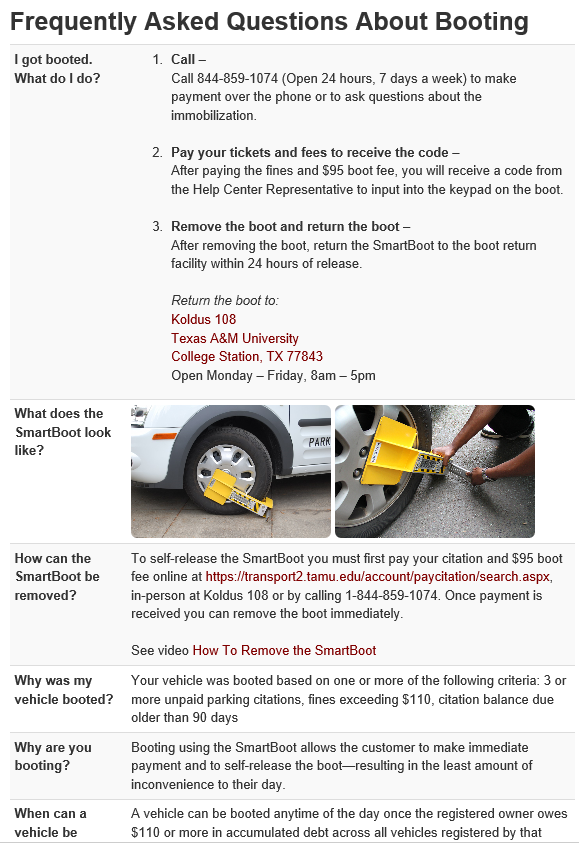 Frequently Asked Questions About Booting
I got booted.
What do I do?
1. Call –
Call 844-859-1074 (Open 24 hours, 7 days a week) to make
payment over the phone or to ask questions about the
immobilization.
2. Pay your tickets and fees to receive the code –
After paying the fines and $95 boot fee, you will receive a code from
the Help Center Representative to input into the keypad on the boot.
3. Remove the boot and return the boot –
After removing the boot, return the SmartBoot to the boot return
facility within 24 hours of release.
Return the boot to:
Koldus 108
Texas A&M University
College Station, TX 77843
Open Monday – Friday, 8am – 5pm
What does the
SmartBoot look
like?
PARK
How can the
SmartBoot be
removed?
To self-release the SmartBoot you must first pay your citation and $95
boot fee online at https://transport2.tamu.edu/account/paycitation/search.aspx,
in-person at Koldus 108 or by calling 1-844-859-1074. Once payment is
received you can remove the boot immediately.
See video How To Remove the SmartBoot
Why was my
vehicle booted?
Your vehicle was booted based on one or more of the following criteria: 3 or
more unpaid parking citations, fines exceeding $110, citation balance due
older than 90 days
Why are you
booting?
Booting using the SmartBoot allows the customer to make immediate
payment and to self-release the boot—resulting in the least amount of
inconvenience to their day.
When can a
vehicle be
A vehicle can be booted anytime of the day once the registered owner owes
$110 or more in accumulated debt across all vehicles registered by that